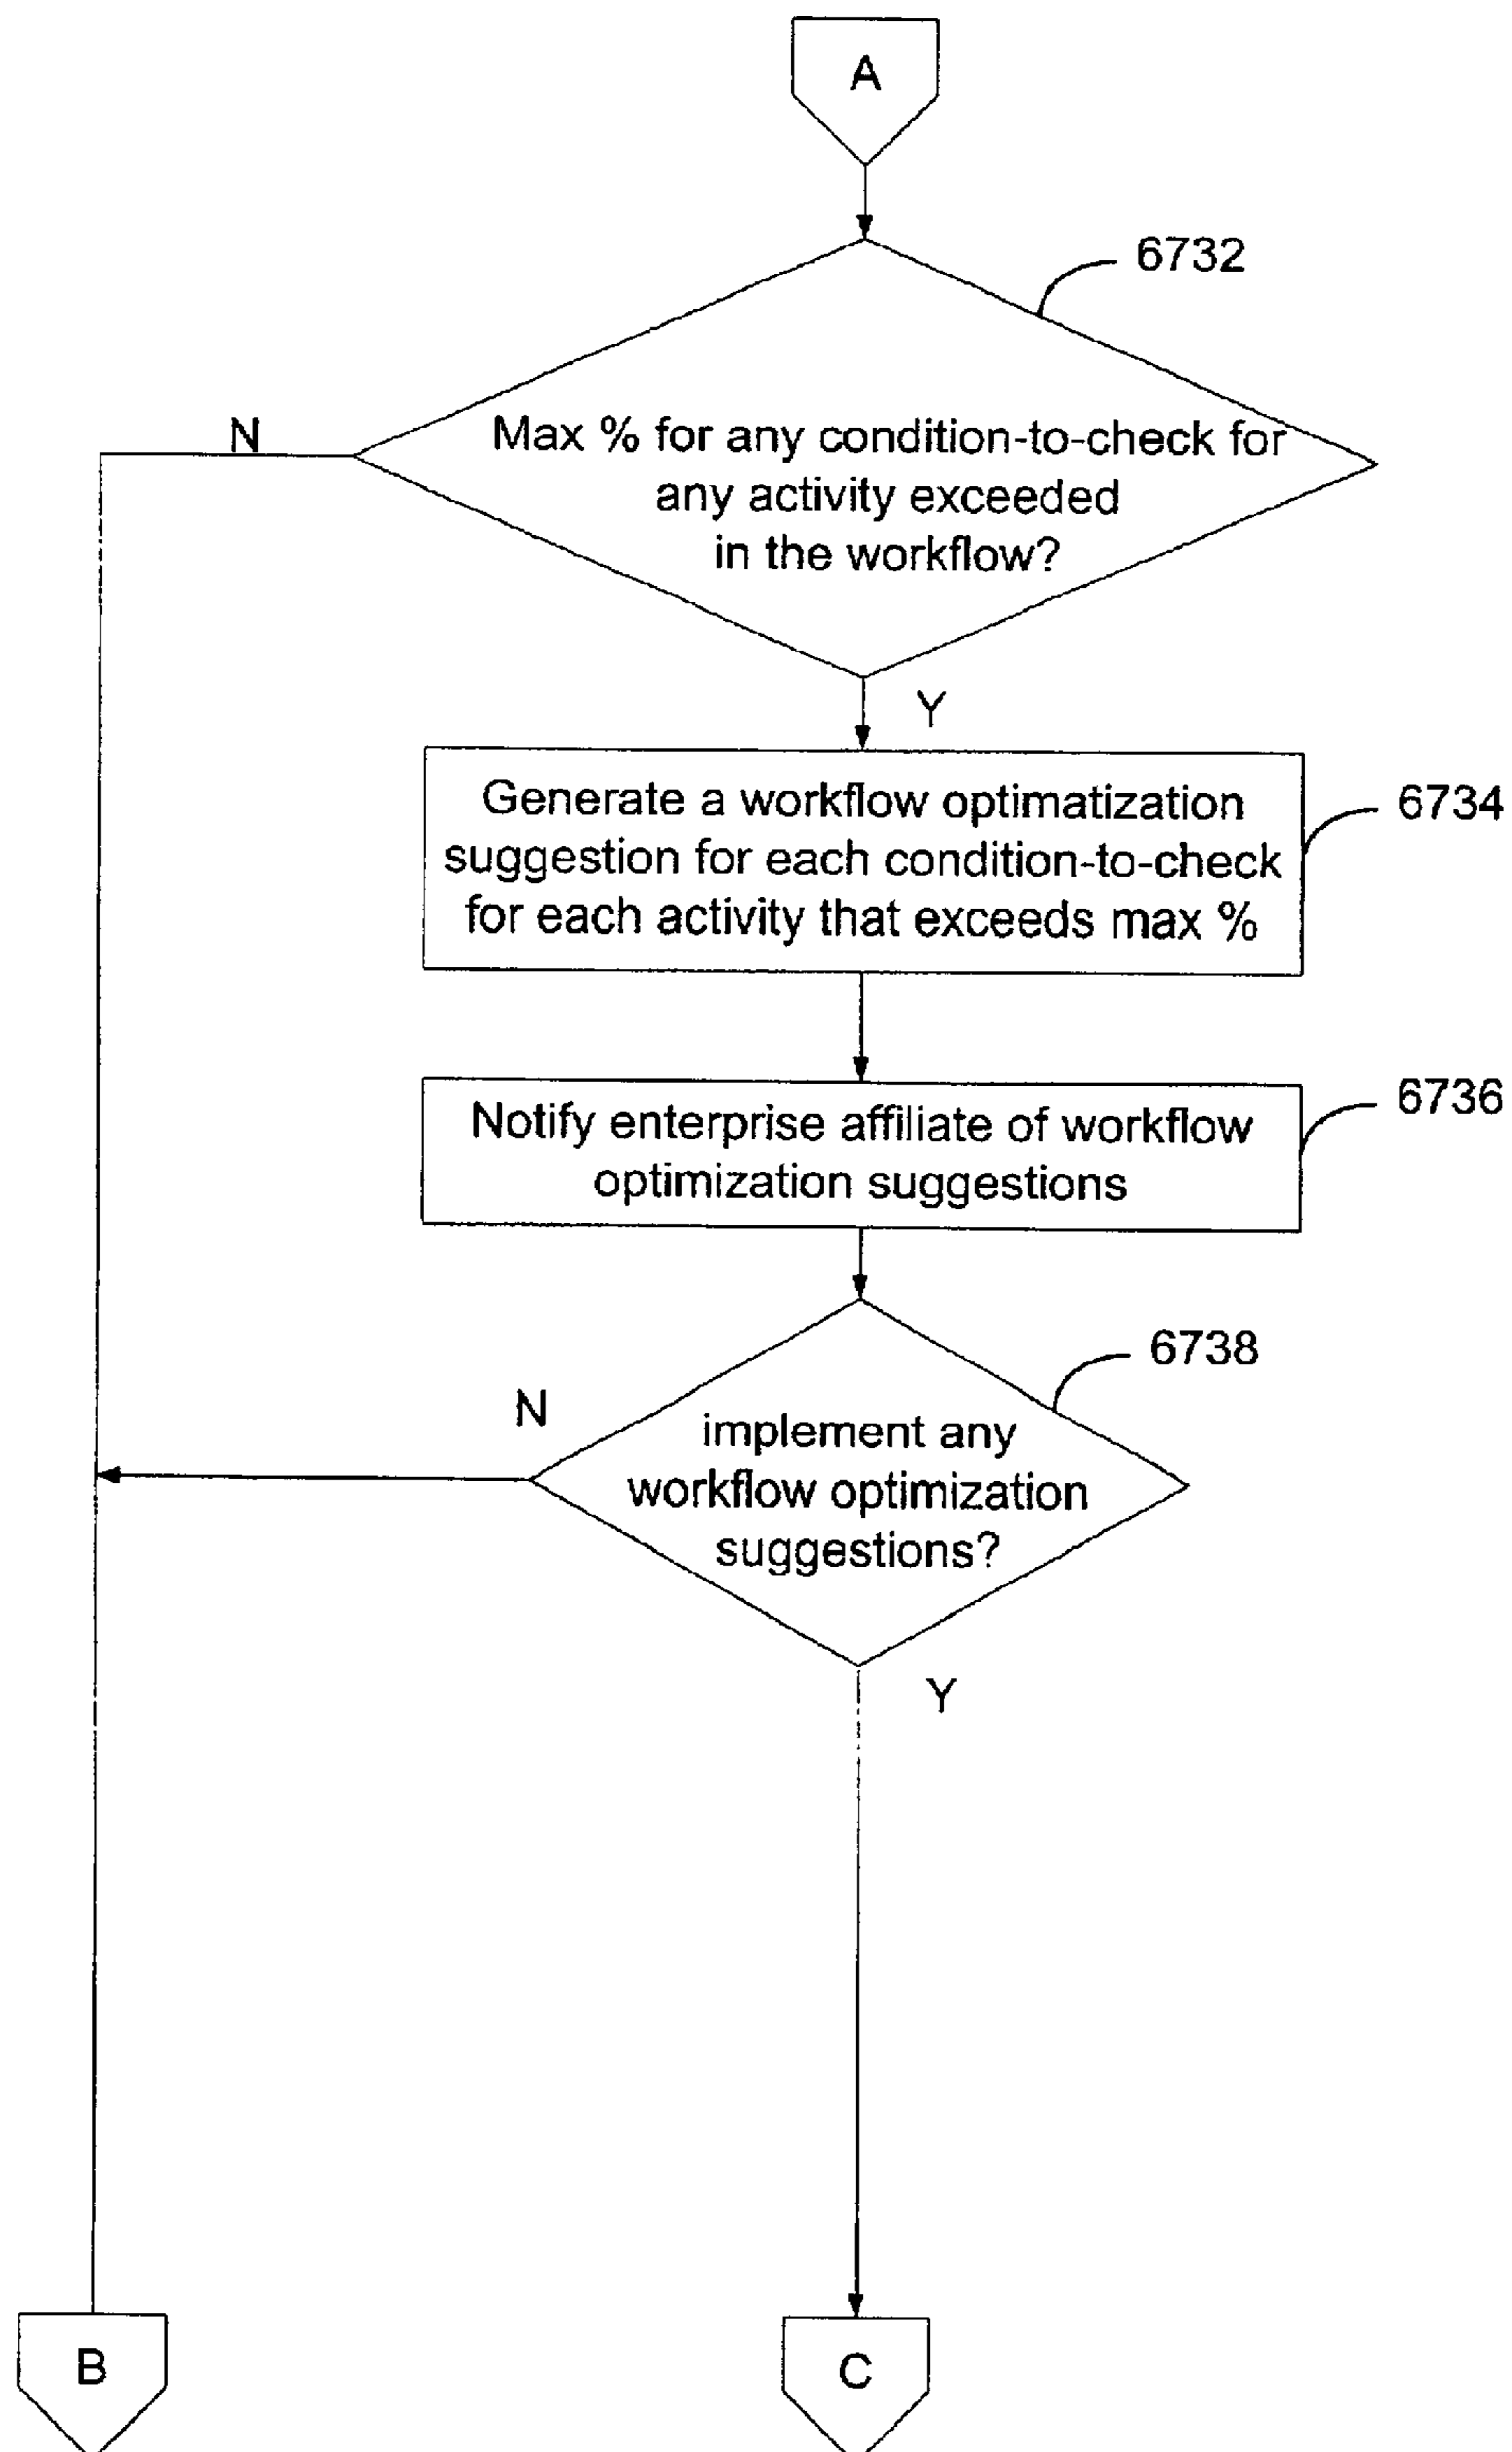 A
6732
N
Max % for any condition-to-check for
any activity exceeded
in the workflow?
Y
Generate a workflow optimatization
suggestion for each condition-to-check
for each activity that exceeds max %
6734
Notify enterprise affiliate of workflow
optimization suggestions
6736
6738
N
implement any
workflow optimization
suggestions?
Y
B
C